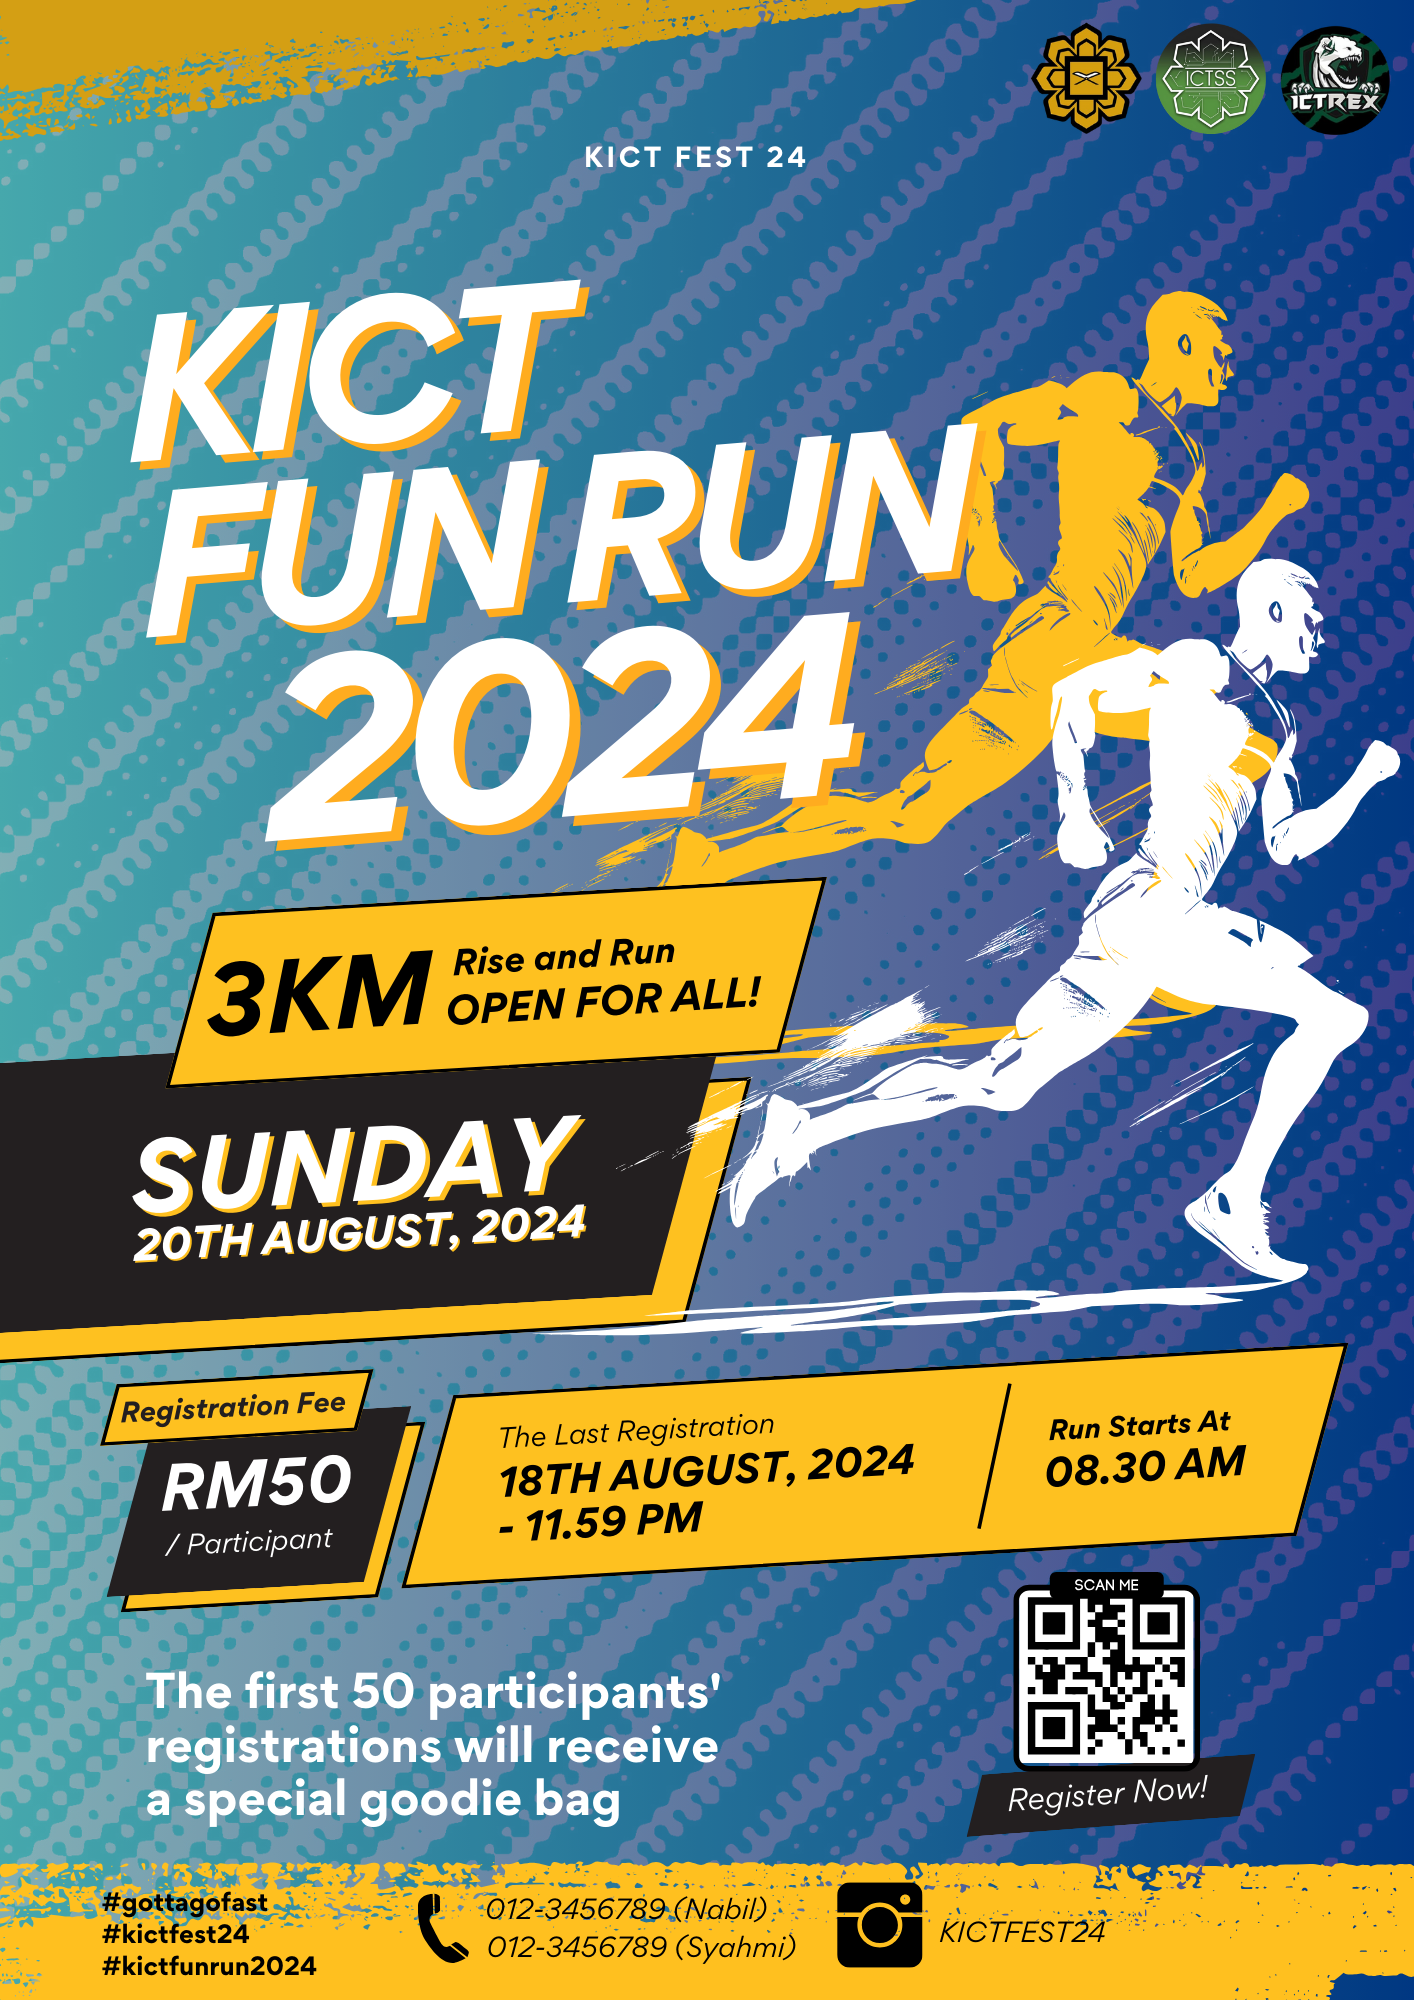 ICTSS
ICTREX
KICT FEST 24
KICT
FUN RUN
2024
3KM
Rise and Run
OPEN FOR ALL!
SUNDAY
20TH AUGUST, 2024
Registration Fee
RM50
/ Participant
The Last Registration
18TH AUGUST, 2024
- 11.59 PM
Run Starts At
08.30 AM
SCAN ME
Register Now!
The first 50 participants'
registrations will receive
a special goodie bag
#gottagofast
#kictfest24
#kictfunrun2024
012-3456789 (Nabil)
012-3456789 (Syahmi)
KICTFEST24